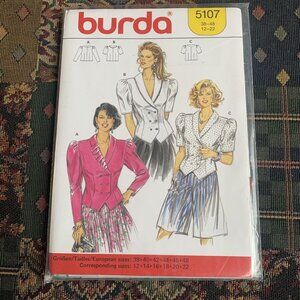 burda
5107
38-48
12-22
A
B
C
B
C
A
Größen/Tailles/European sizes: 38•40•42•44•46•48
Corresponding sizes: 12•14•16•18•20•22